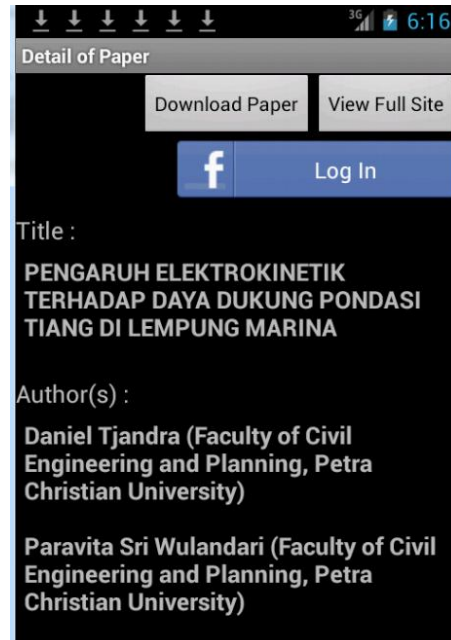 3G 6:16
Detail of Paper
Download Paper View Full Site
f Log In
Title :
PENGARUH ELEKTROKINETIK
TERHADAP DAYA DUKUNG PONDASI
TIANG DI LEMPUNG MARINA
Author(s) :
Daniel Tjandra (Faculty of Civil
Engineering and Planning, Petra
Christian University)
Paravita Sri Wulandari (Faculty of Civil
Engineering and Planning, Petra
Christian University)